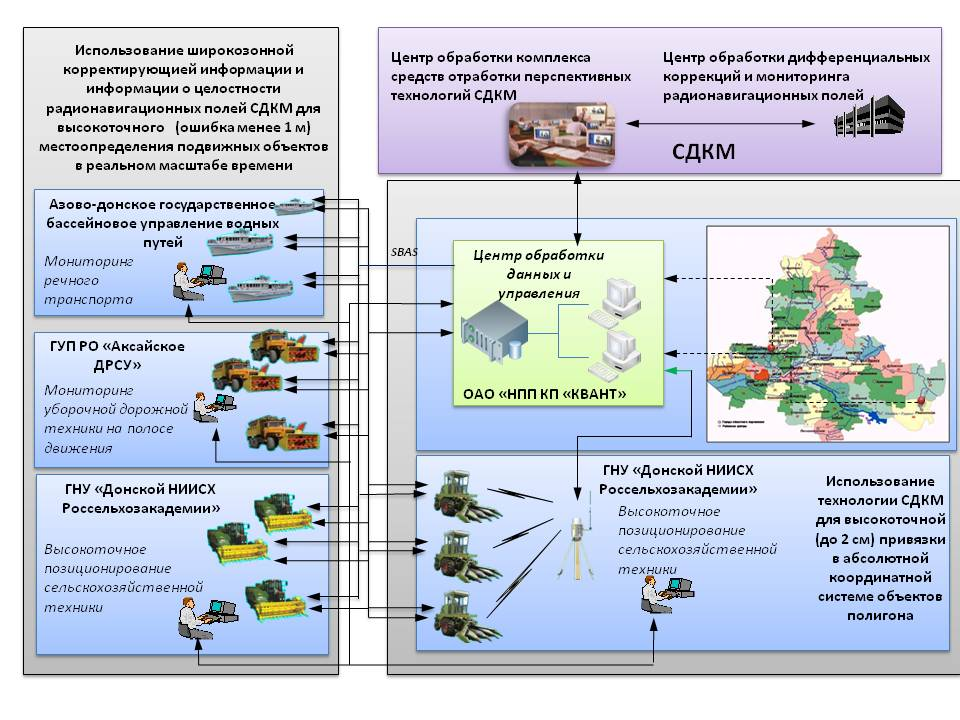 Использование широкозонной
корректирующией информации и
информации о целостности
радионавигационных полей СДКМ для
высокоточного (ошибка менее 1 м)
местоопределения подвижных объектов
в реальном масштабе времени
Азово-донское государственное
бассейновое управление водных
путей
Мониторинг
речного
транспорта
ГУП РО «Аксайское
ДРСУ»
Мониторинг
уборочной дорожной
техники на полосе
движения
ГНУ «Донской НИИСХ
Россельхозакадемии»
Высокоточное
позиционирование
сельскохозяйственной
техники
Центр обработки комплекса
средств отработки перспективных
технологий СДКМ
Центр обработки дифференциальных
коррекций и мониторинга
радионавигационных полей
СДКМ
SBAS
Центр обработки
данных и
управления
ОАО «НПП КП «КВАНТ»
ГНУ «Донской НИИСХ
Россельхозакадемии»
Высокоточное
позиционирование
сельскохозяйственной
техники
Использование
технологии СДКМ
для высокоточной
(до 2 см) привязки
в абсолютной
координатной
системе объектов
полигона